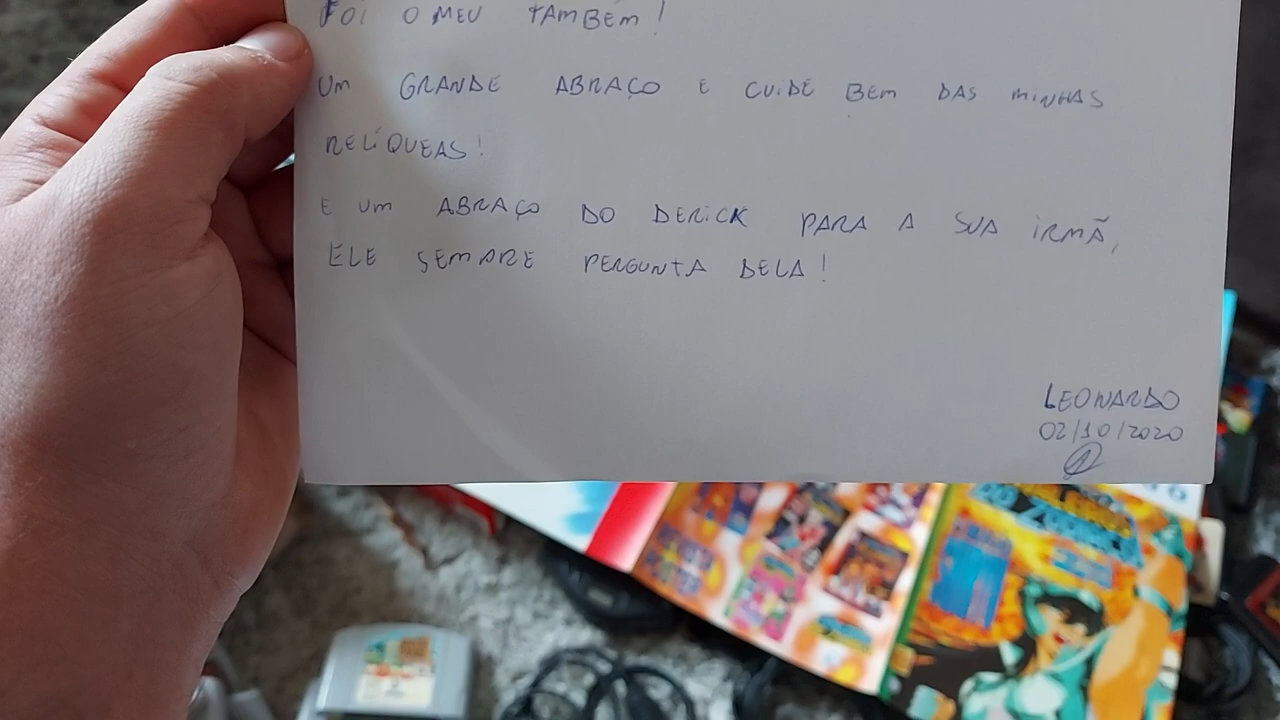 FOI O MEU TAMBÉM!
UM GRANDE ABRAÇO E CUIDE BEM DAS MINHAS
RELÍQUEAS!
E UM ABRAÇO DO DERICK PARA A SUA IRMÃ,
ELE SEMPRE PERGUNTA DELA!
LEONARDO
02/10/2020